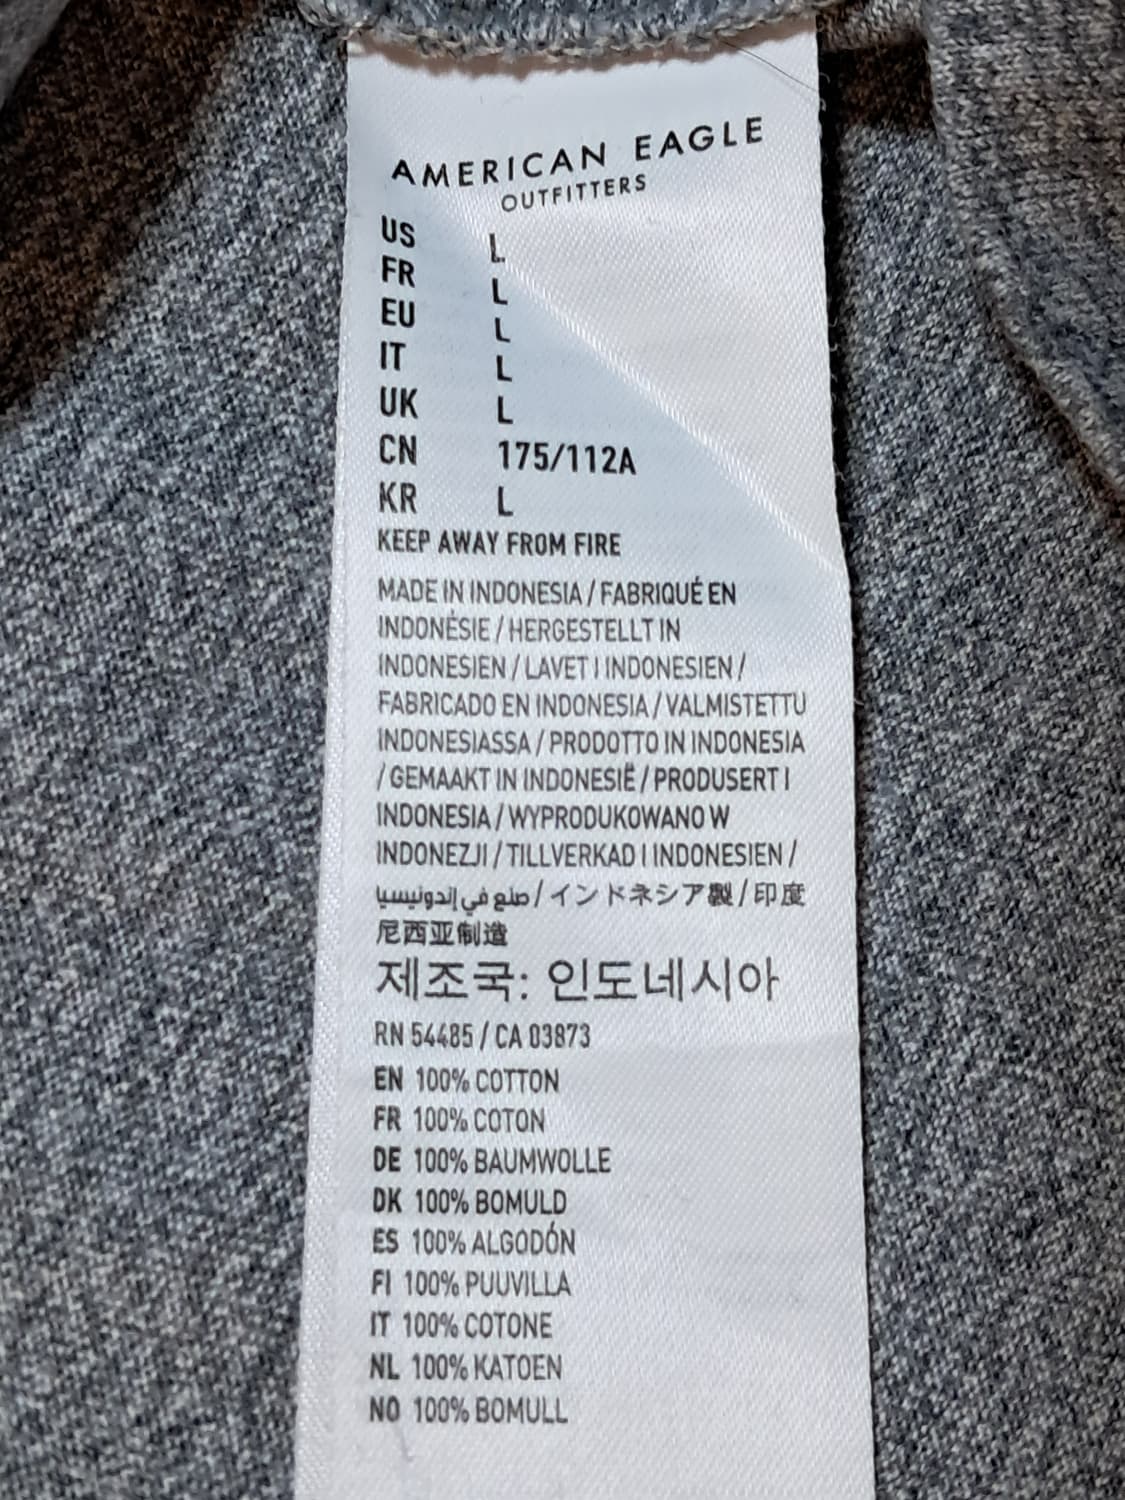 AMERICAN EAGLE
OUTFITTERS
US L
FR L
EU L
IT L
UK L
CN 175/112A
KR L
KEEP AWAY FROM FIRE
MADE IN INDONESIA / FABRIQUÉ EN
INDONÉSIE / HERGESTELLT IN
INDONESIEN / LAVET I INDONESIEN /
FABRICADO EN INDONESIA / VALMISTETTU
INDONESIASSA / PRODOTTO IN INDONESIA
/ GEMAAKT IN INDONESIË / PRODUSERT I
INDONESIA / WYPRODUKOWANO W
INDONEZJI / TILLVERKAD I INDONESIEN /
صنع في إندونيسيا / インドネシア製 / 印度
尼西亚制造
제조국: 인도네시아
RN 54485 / CA 03873
EN 100% COTTON
FR 100% COTON
DE 100% BAUMWOLLE
DK 100% BOMULD
ES 100% ALGODÓN
FI 100% PUUVILLA
IT 100% COTONE
NL 100% KATOEN
NO 100% BOMULL